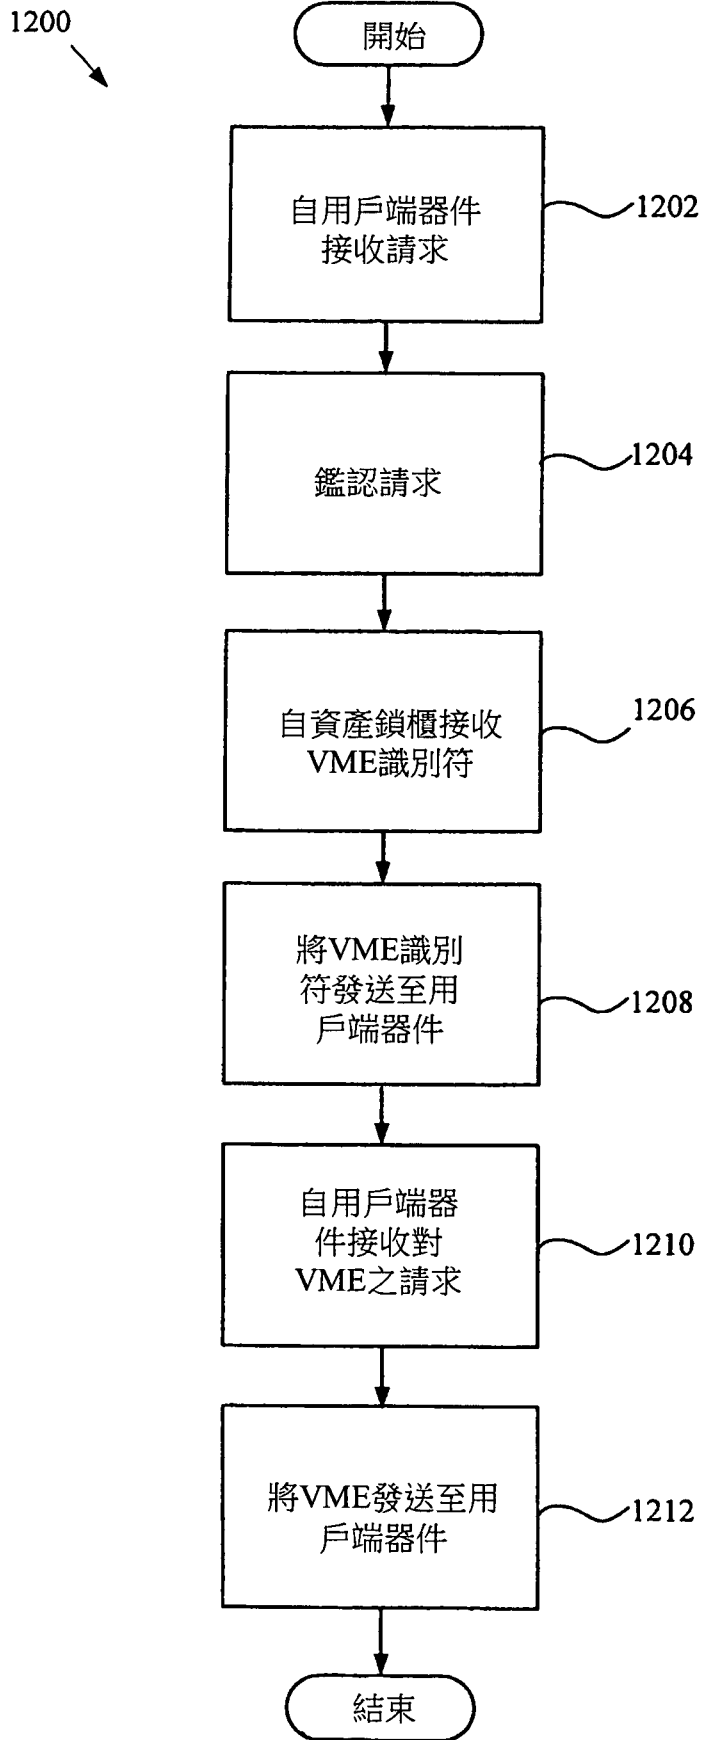 1200
開始
自用戶端器件
接收請求
1202
鑑認請求
1204
自資產鎖櫃接收
VME識別符
1206
將VME識別
符發送至用
戶端器件
1208
自用戶端器
件接收對
VME之請求
1210
將VME發送至用
戶端器件
1212
結束